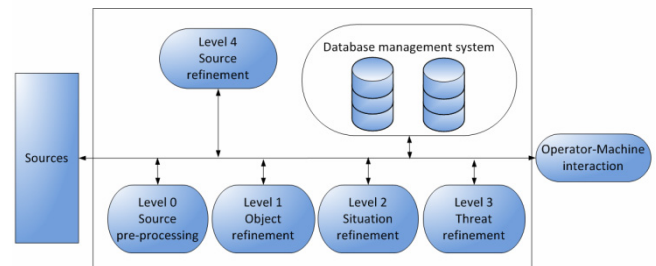 Level 4
Source
refinement
Database management system
Sources
Operator-Machine
interaction
Level 0
Source
pre-processing
Level 1
Object
refinement
Level 2
Situation
refinement
Level 3
Threat
refinement